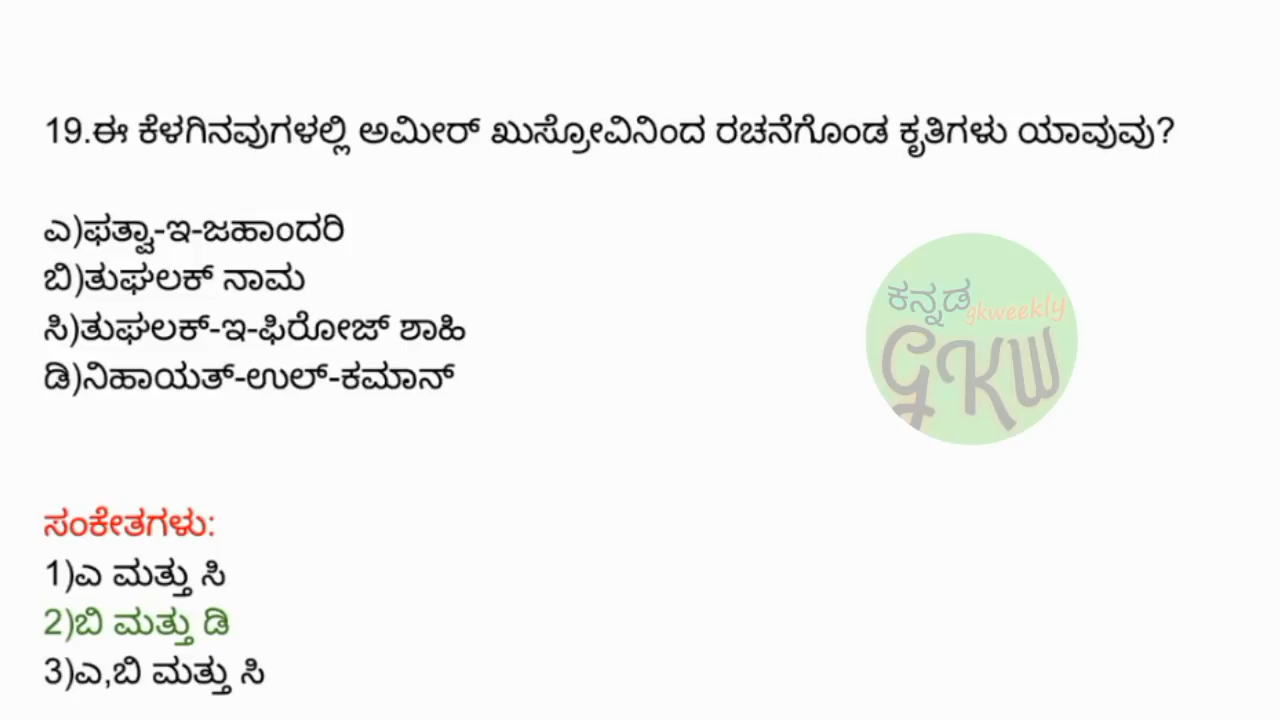 19.ಈ ಕೆಳಗಿನವುಗಳಲ್ಲಿ ಅಮೀರ್ ಖುಸ್ರೋವಿನಿಂದ ರಚನೆಗೊಂಡ ಕೃತಿಗಳು ಯಾವುವು?
ಎ)ಫತ್ವಾ-ಇ-ಜಹಾಂದರಿ
ಬಿ)ತುಘಲಕ್ ನಾಮ
ಸಿ)ತುಘಲಕ್-ಇ-ಫಿರೋಜ್ ಶಾಹಿ
ಡಿ)ನಿಹಾಯತ್-ಉಲ್-ಕಮಾನ್
ಕನ್ನಡ
gkweekly
GKW
ಸಂಕೇತಗಳು:
1)ಎ ಮತ್ತು ಸಿ
2)ಬಿ ಮತ್ತು ಡಿ
3)ಎ,ಬಿ ಮತ್ತು ಸಿ